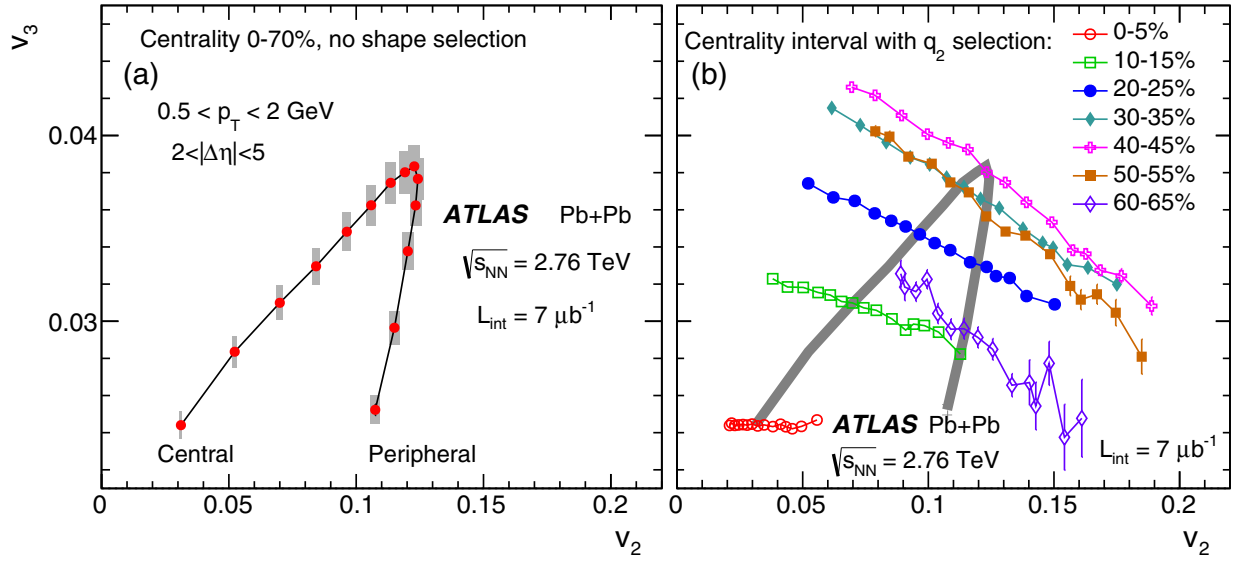 v3
Centrality 0-70%, no shape selection
(a)
0.5 < pT < 2 GeV
2<|Δη|<5
0.04
0.03
ATLAS Pb+Pb
√sNN = 2.76 TeV
Lint = 7 μb-1
Central
Peripheral
0 0.05 0.1 0.15 0.2
v2
Centrality interval with q2 selection:
(b)
0-5%
10-15%
20-25%
30-35%
40-45%
50-55%
60-65%
ATLAS Pb+Pb
√sNN = 2.76 TeV
Lint = 7 μb-1
0.05 0.1 0.15 0.2
v2